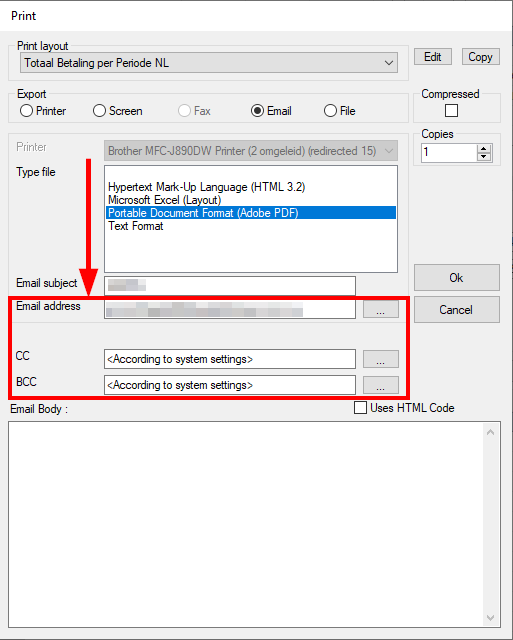 Print
Print layout
Totaal Betaling per Periode NL
Edit
Copy
Export
Printer
Screen
Fax
Email
File
Compressed
Copies
1
Printer
Brother MFC-J890DW Printer (2 omgeleid) (redirected 15)
Type file
Hypertext Mark-Up Language (HTML 3.2)
Microsoft Excel (Layout)
Portable Document Format (Adobe PDF)
Text Format
Email subject
Ok
Email address
...
Cancel
CC
<According to system settings>
...
BCC
<According to system settings>
...
Email Body :
Uses HTML Code